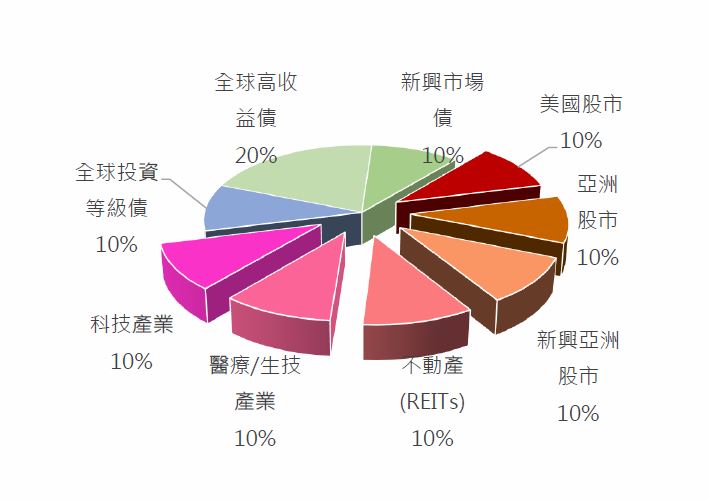 全球高收
益債
20%
新興市場
債
10%
美國股市
10%
亞洲
股市
10%
新興亞洲
股市
10%
不動產
(REITs)
10%
醫療/生技
產業
10%
科技產業
10%
全球投資
等級債
10%